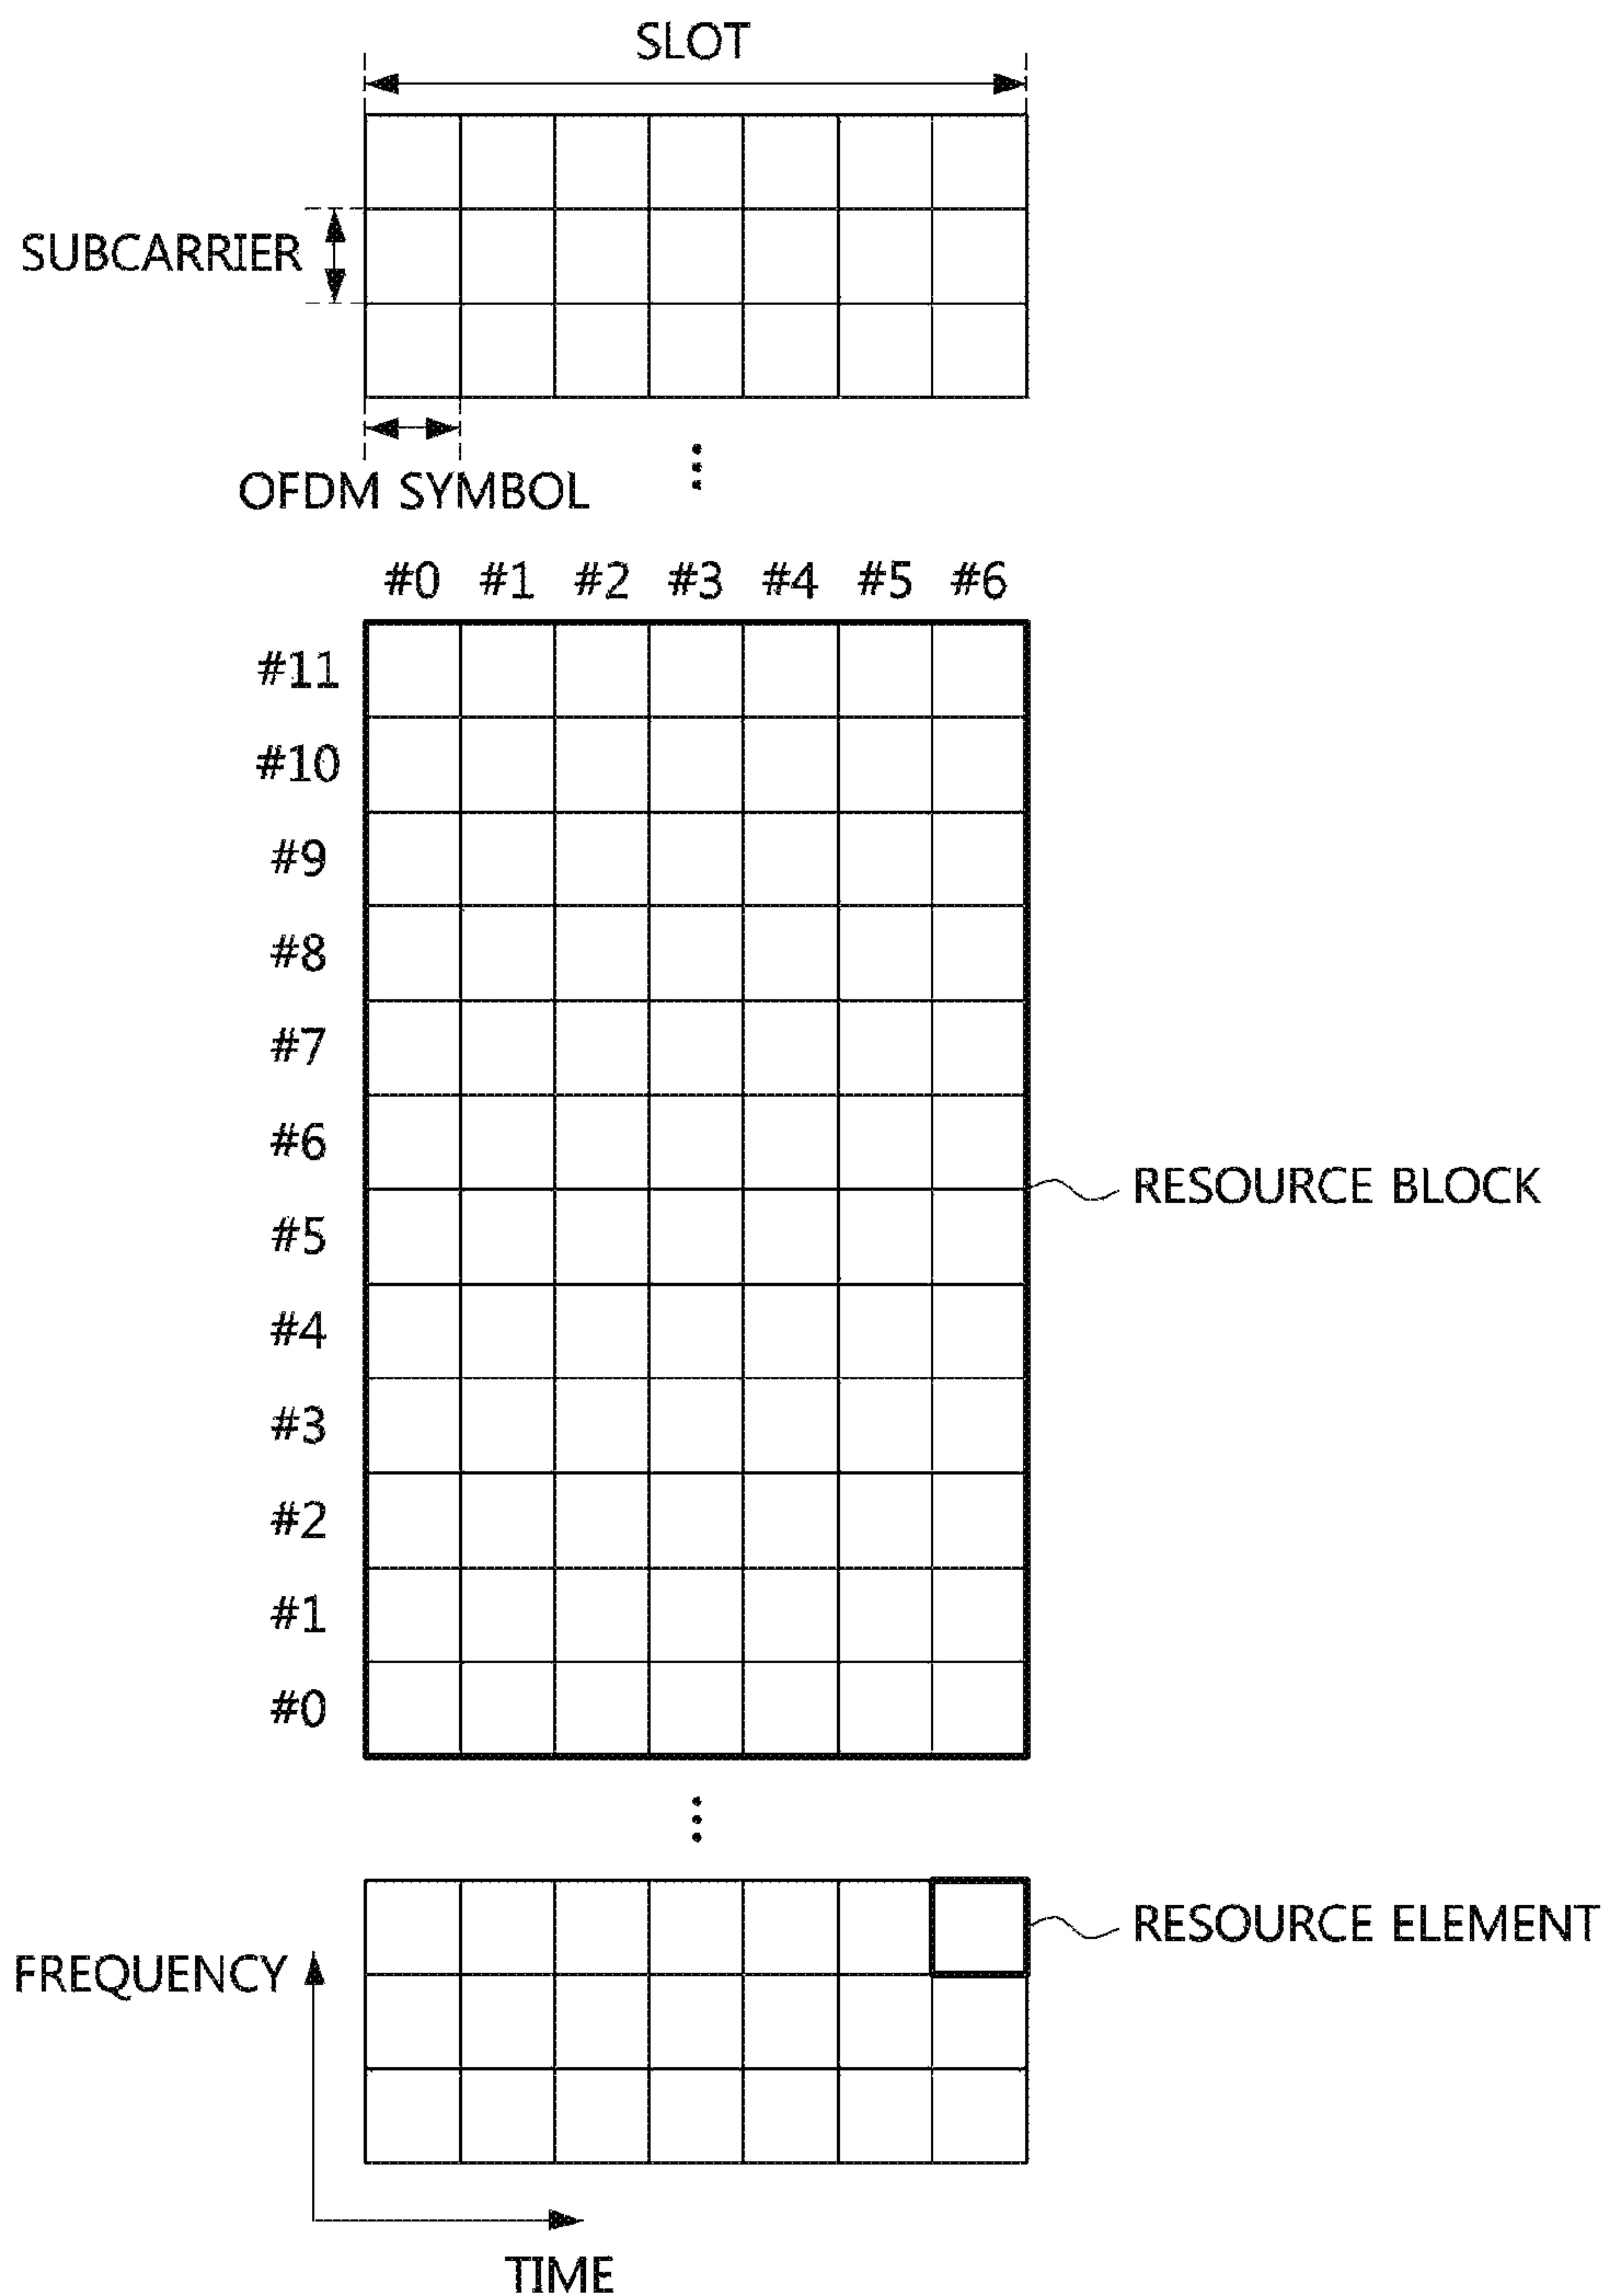 SLOT
SUBCARRIER
OFDM SYMBOL
#0 #1 #2 #3 #4 #5 #6
#11
#10
#9
#8
#7
#6
RESOURCE BLOCK
#5
#4
#3
#2
#1
#0
RESOURCE ELEMENT
FREQUENCY
TIME